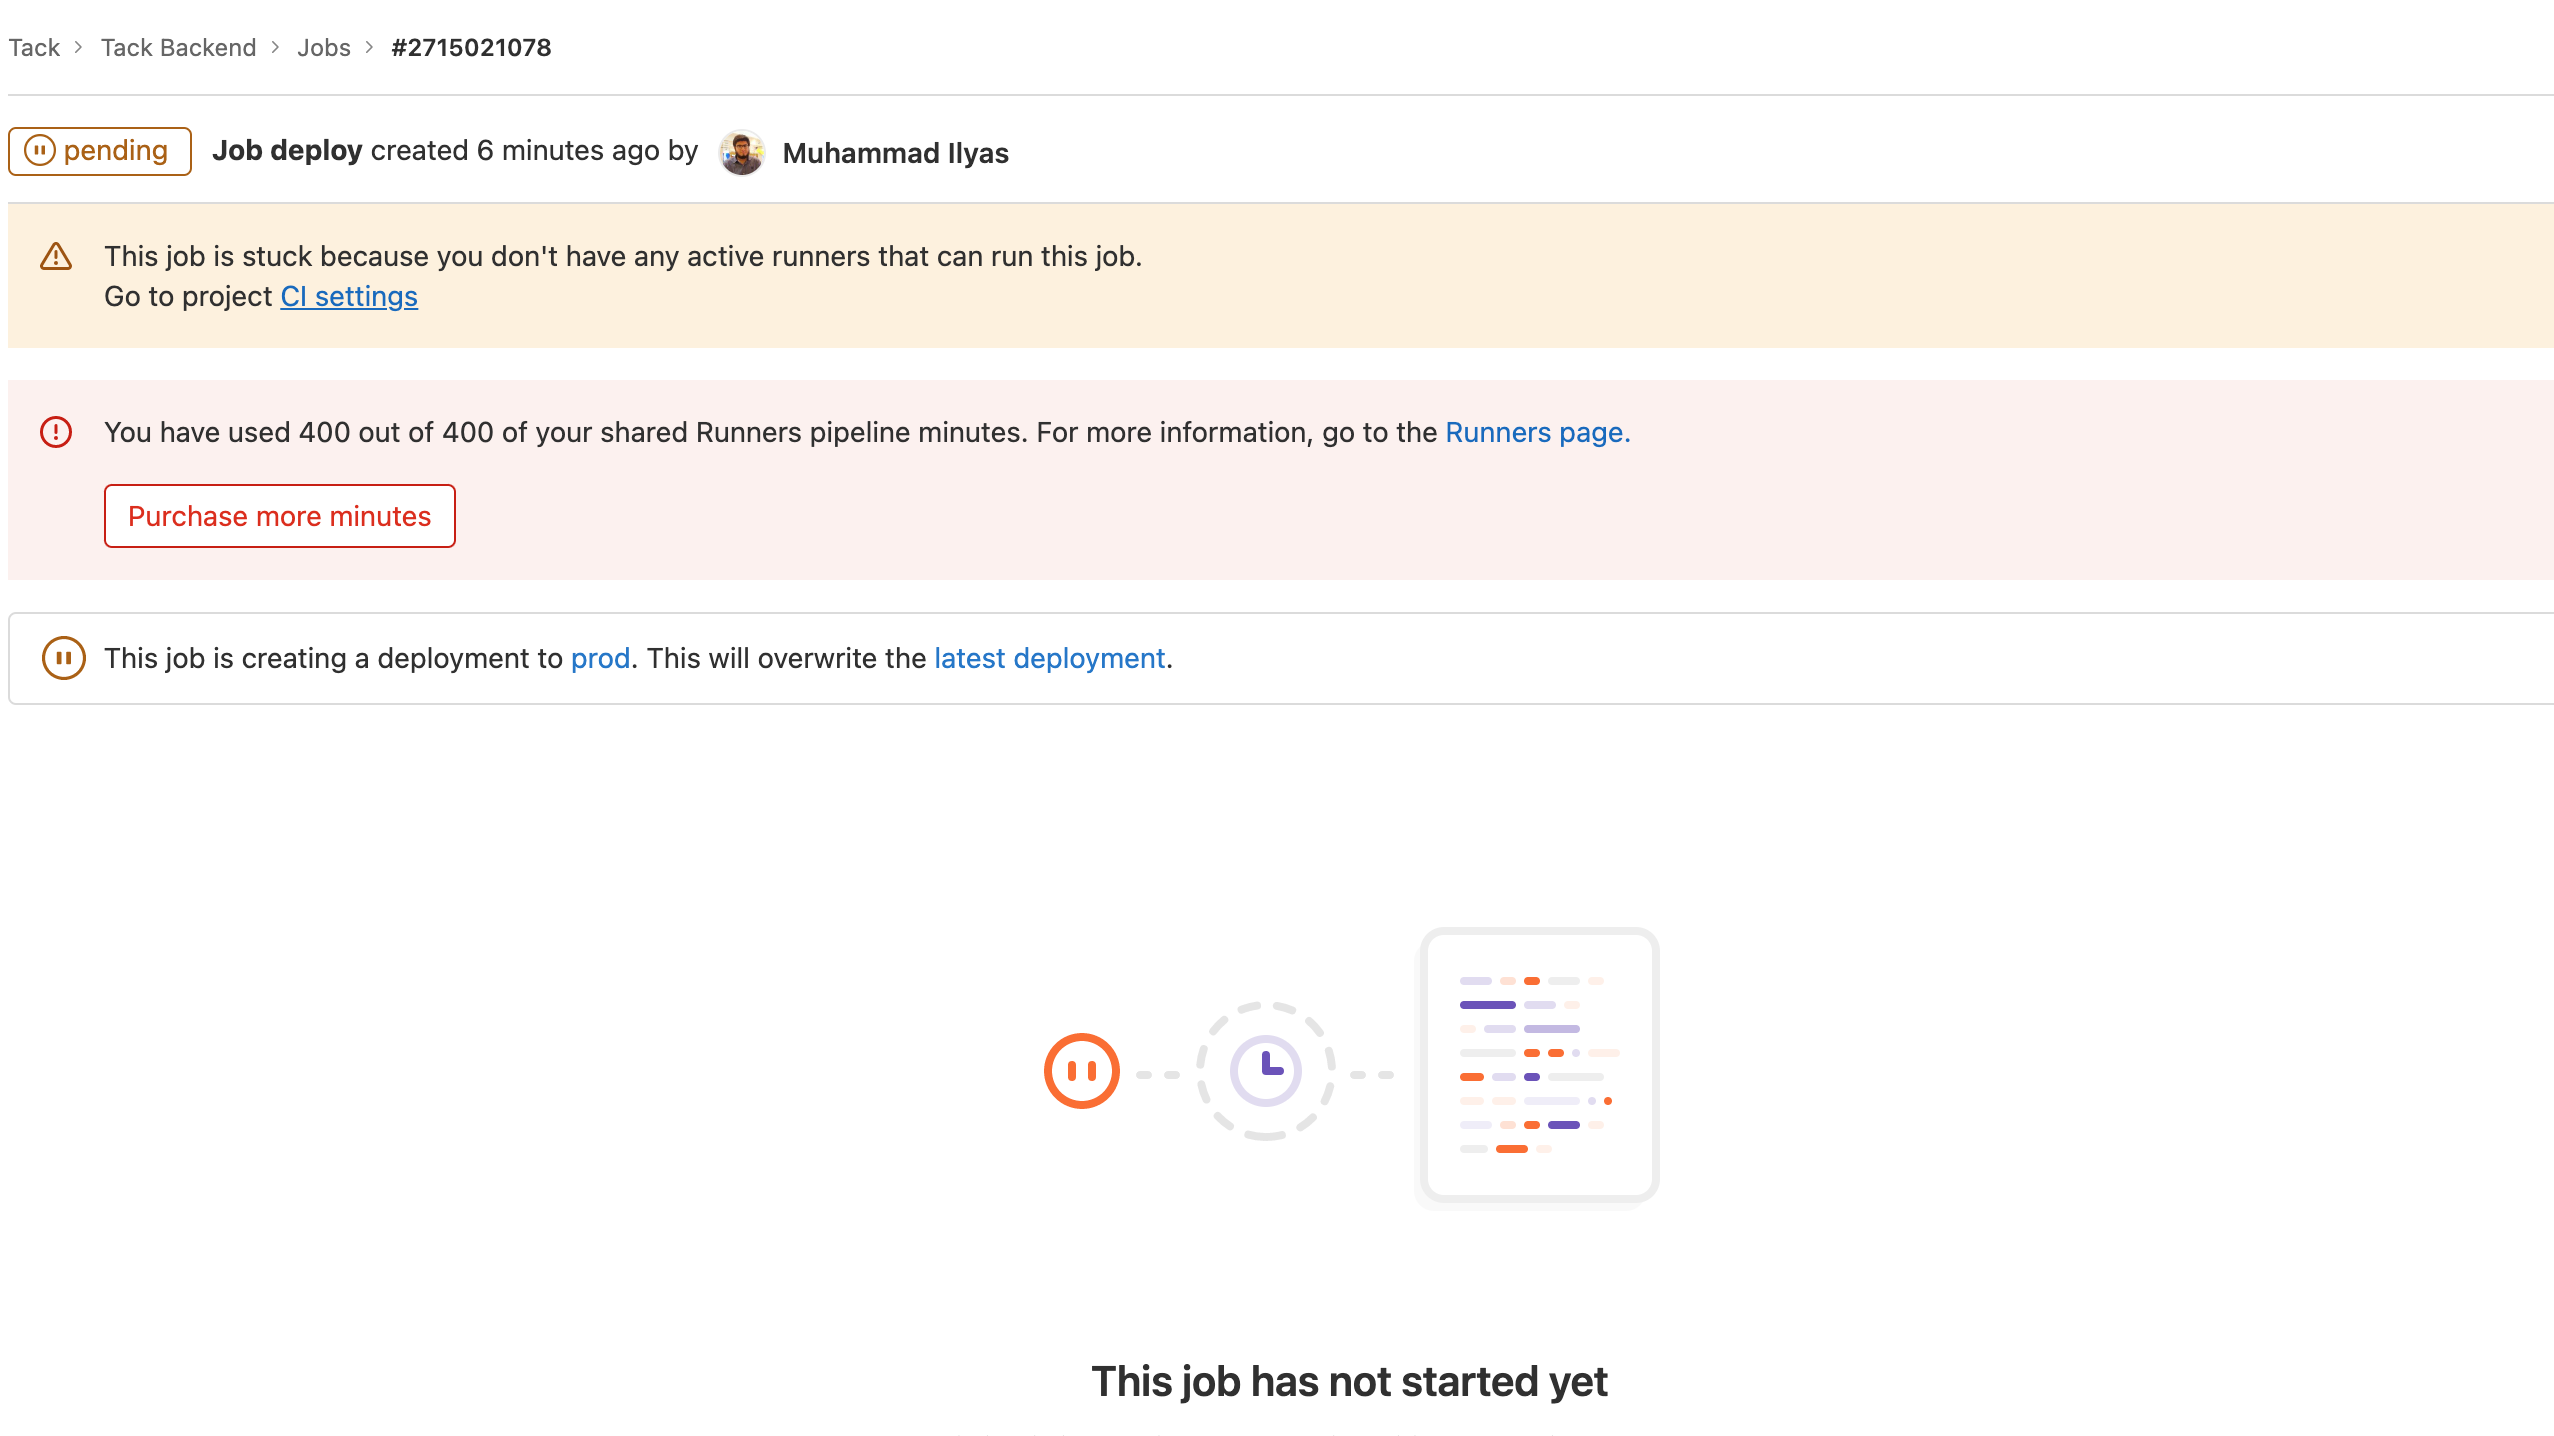 Tack > Tack Backend > Jobs > #2715021078
pending Job deploy created 6 minutes ago by Muhammad Ilyas
This job is stuck because you don't have any active runners that can run this job.
Go to project CI settings
You have used 400 out of 400 of your shared Runners pipeline minutes. For more information, go to the Runners page.
Purchase more minutes
This job is creating a deployment to prod. This will overwrite the latest deployment.
This job has not started yet